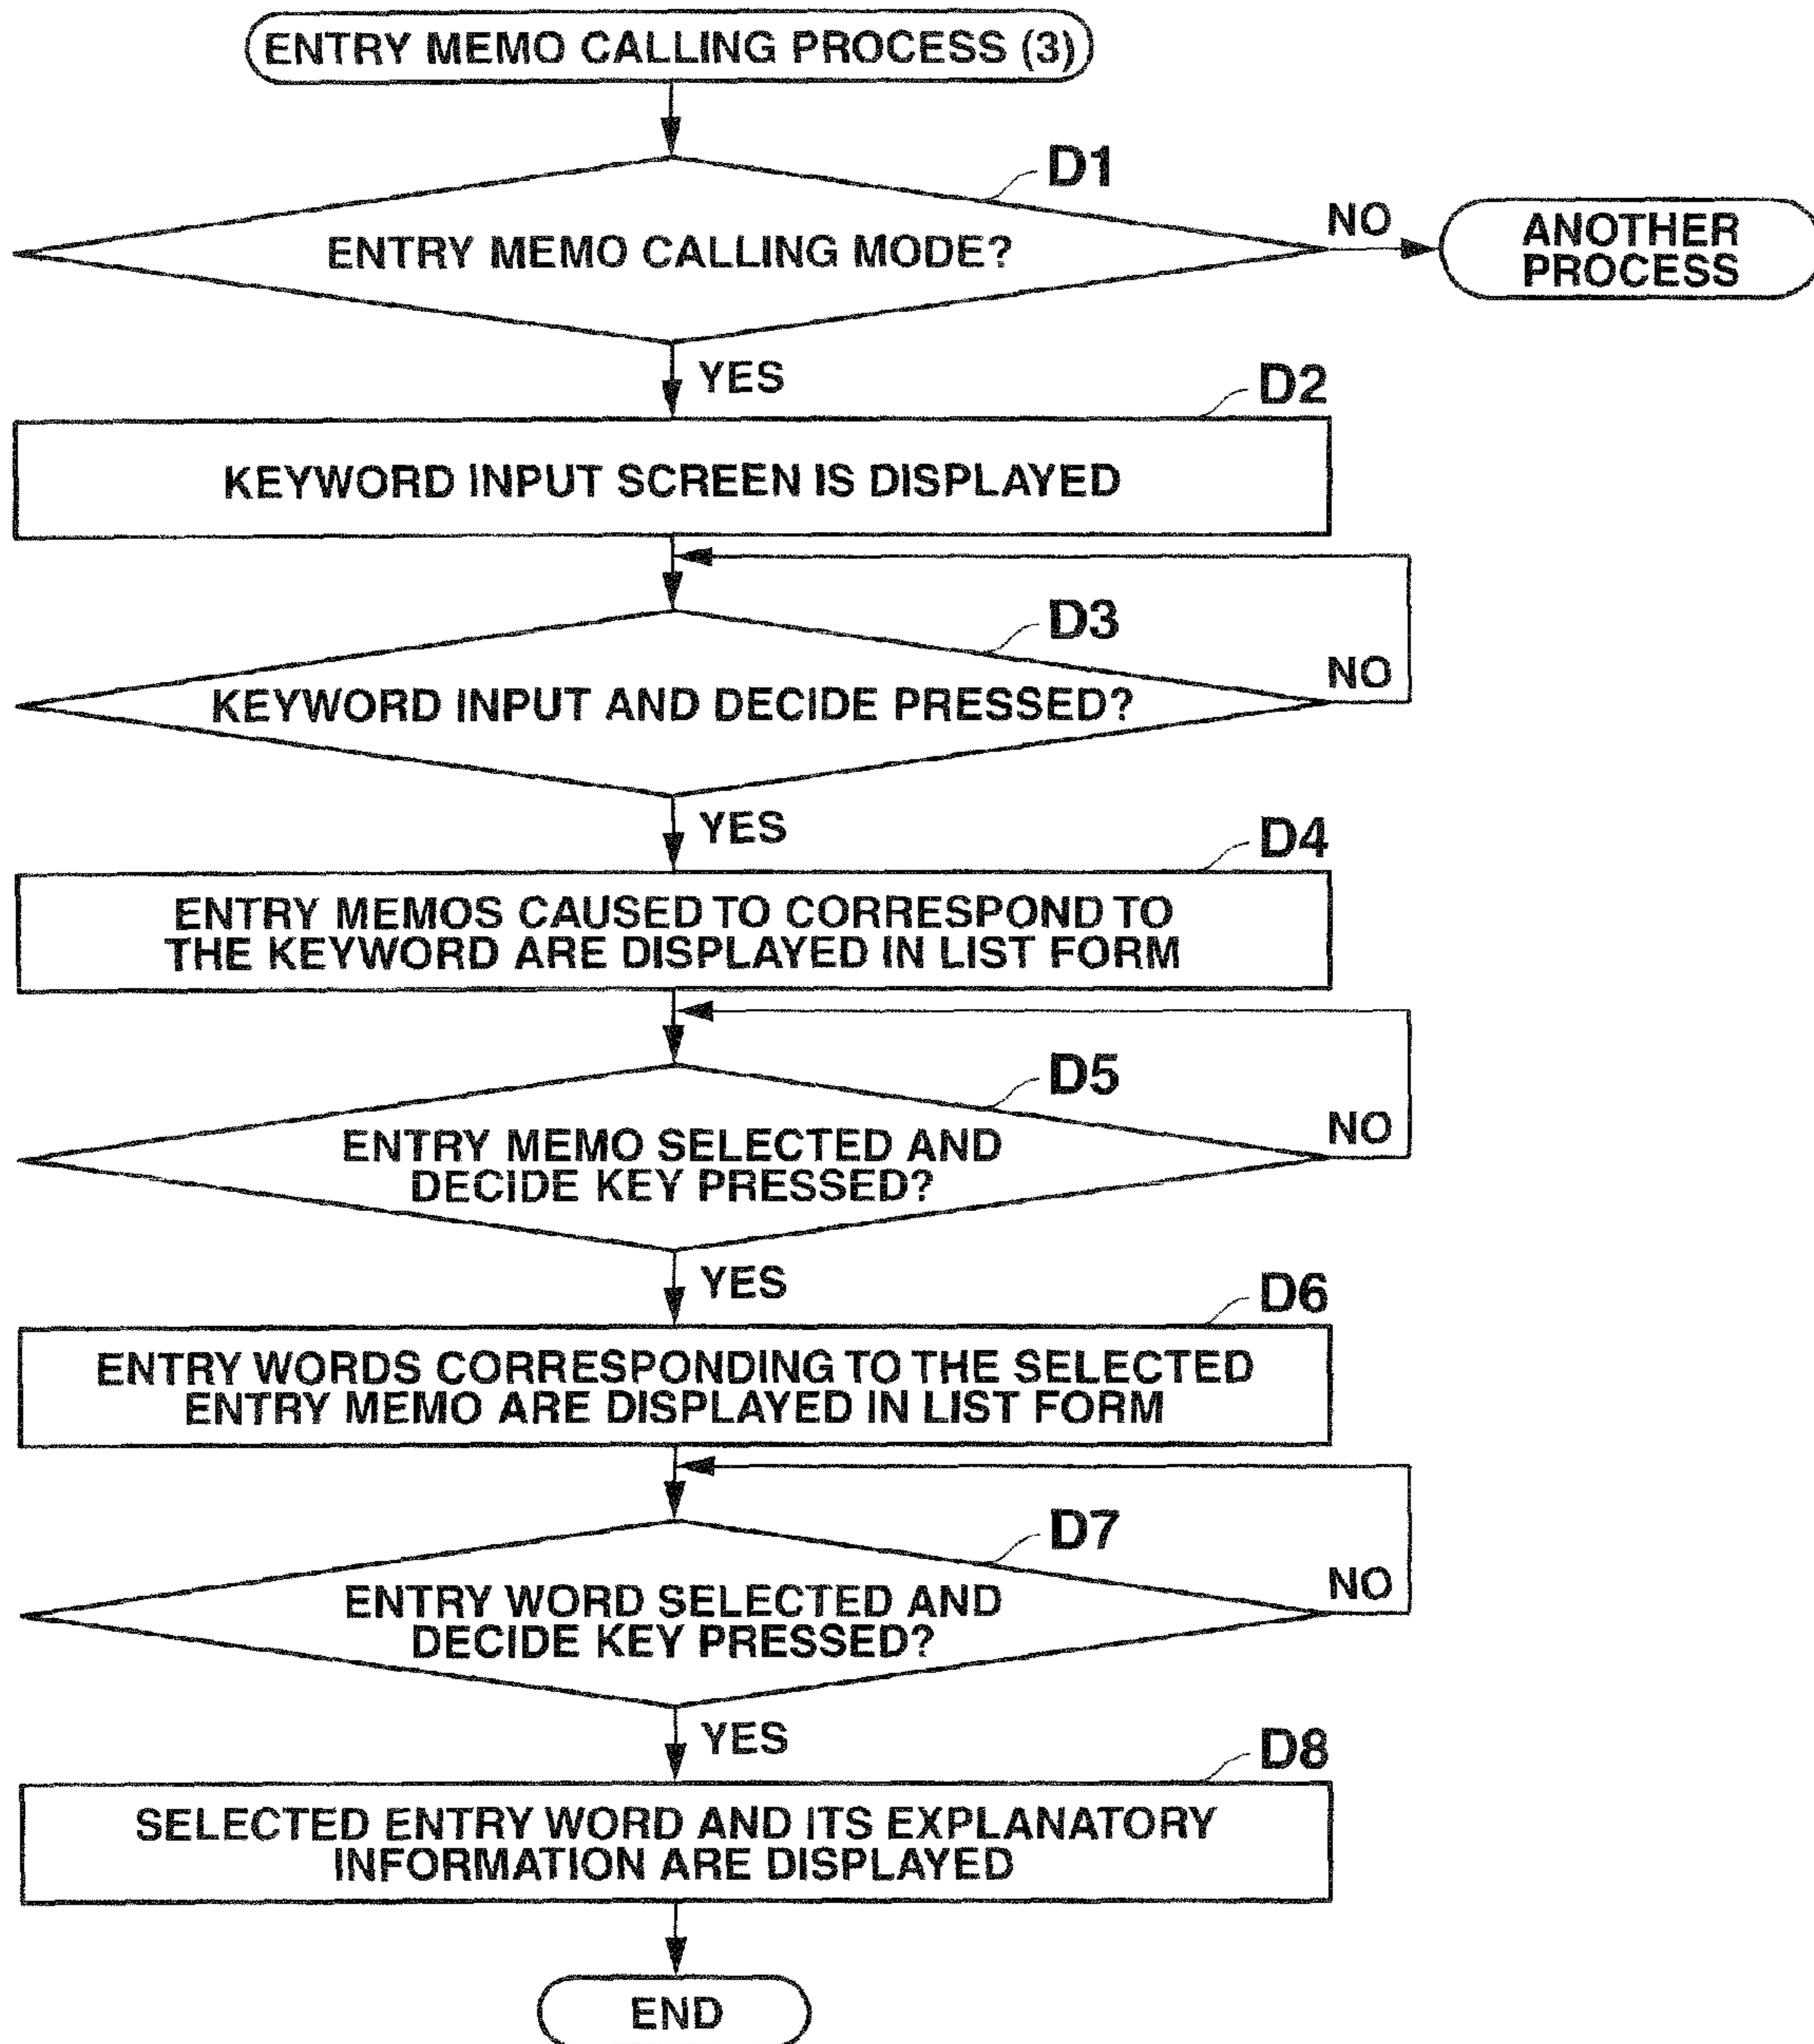 ENTRY MEMO CALLING PROCESS (3)
D1
ENTRY MEMO CALLING MODE?
NO
ANOTHER
PROCESS
YES
D2
KEYWORD INPUT SCREEN IS DISPLAYED
D3
KEYWORD INPUT AND DECIDE PRESSED?
NO
YES
D4
ENTRY MEMOS CAUSED TO CORRESPOND TO
THE KEYWORD ARE DISPLAYED IN LIST FORM
D5
ENTRY MEMO SELECTED AND
DECIDE KEY PRESSED?
NO
YES
D6
ENTRY WORDS CORRESPONDING TO THE SELECTED
ENTRY MEMO ARE DISPLAYED IN LIST FORM
D7
ENTRY WORD SELECTED AND
DECIDE KEY PRESSED?
NO
YES
D8
SELECTED ENTRY WORD AND ITS EXPLANATORY
INFORMATION ARE DISPLAYED
END